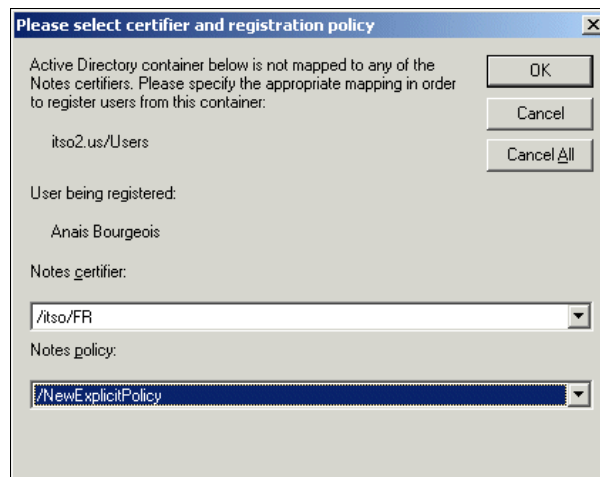 Please select certifier and registration policy
Active Directory container below is not mapped to any of the
Notes certifiers. Please specify the appropriate mapping in order
to register users from this container:
OK
Cancel
Cancel All
itso2.us/Users
User being registered:
Anais Bourgeois
Notes certifier:
/itso/FR
Notes policy:
/NewExplicitPolicy